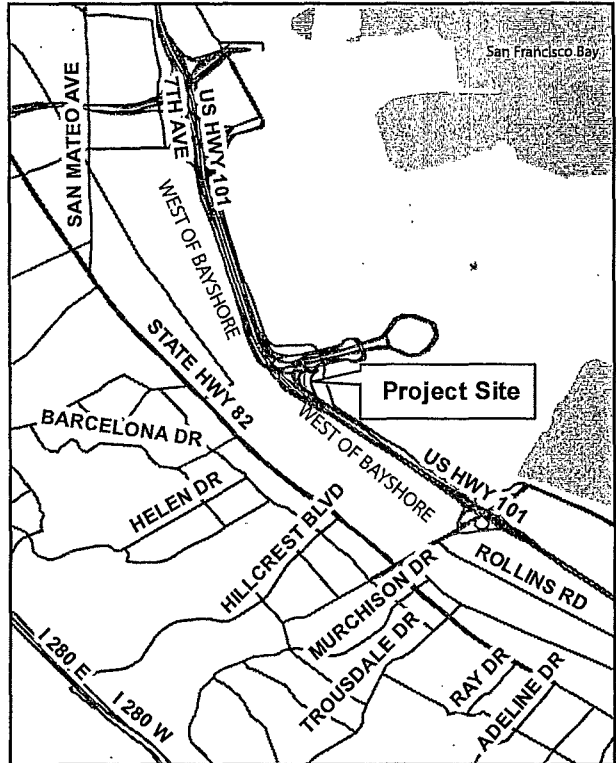 San Francisco Bay
SAN MATEO AVE
7TH AVE
US HWY 101
WEST OF BAYSHORE
STATE HWY 82
Project Site
BARCELONA DR
WEST OF BAYSHORE
US HWY 101
HELEN DR
HILLCREST BLVD
ROLLINS RD
MURCHISON DR
I 280 E
TROUSDALE DR
RAY DR
I 280 W
ADELINE DR